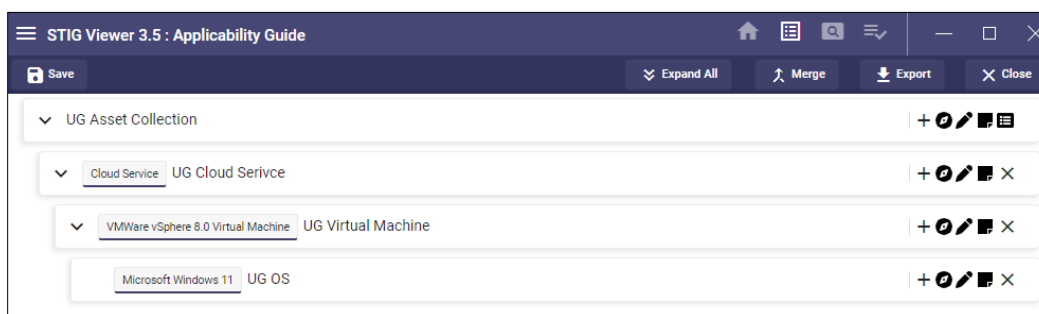 STIG Viewer 3.5 : Applicability Guide
Save Expand All Merge Export Close
UG Asset Collection
Cloud Service UG Cloud Serivce
VMWare vSphere 8.0 Virtual Machine UG Virtual Machine
Microsoft Windows 11 UG OS